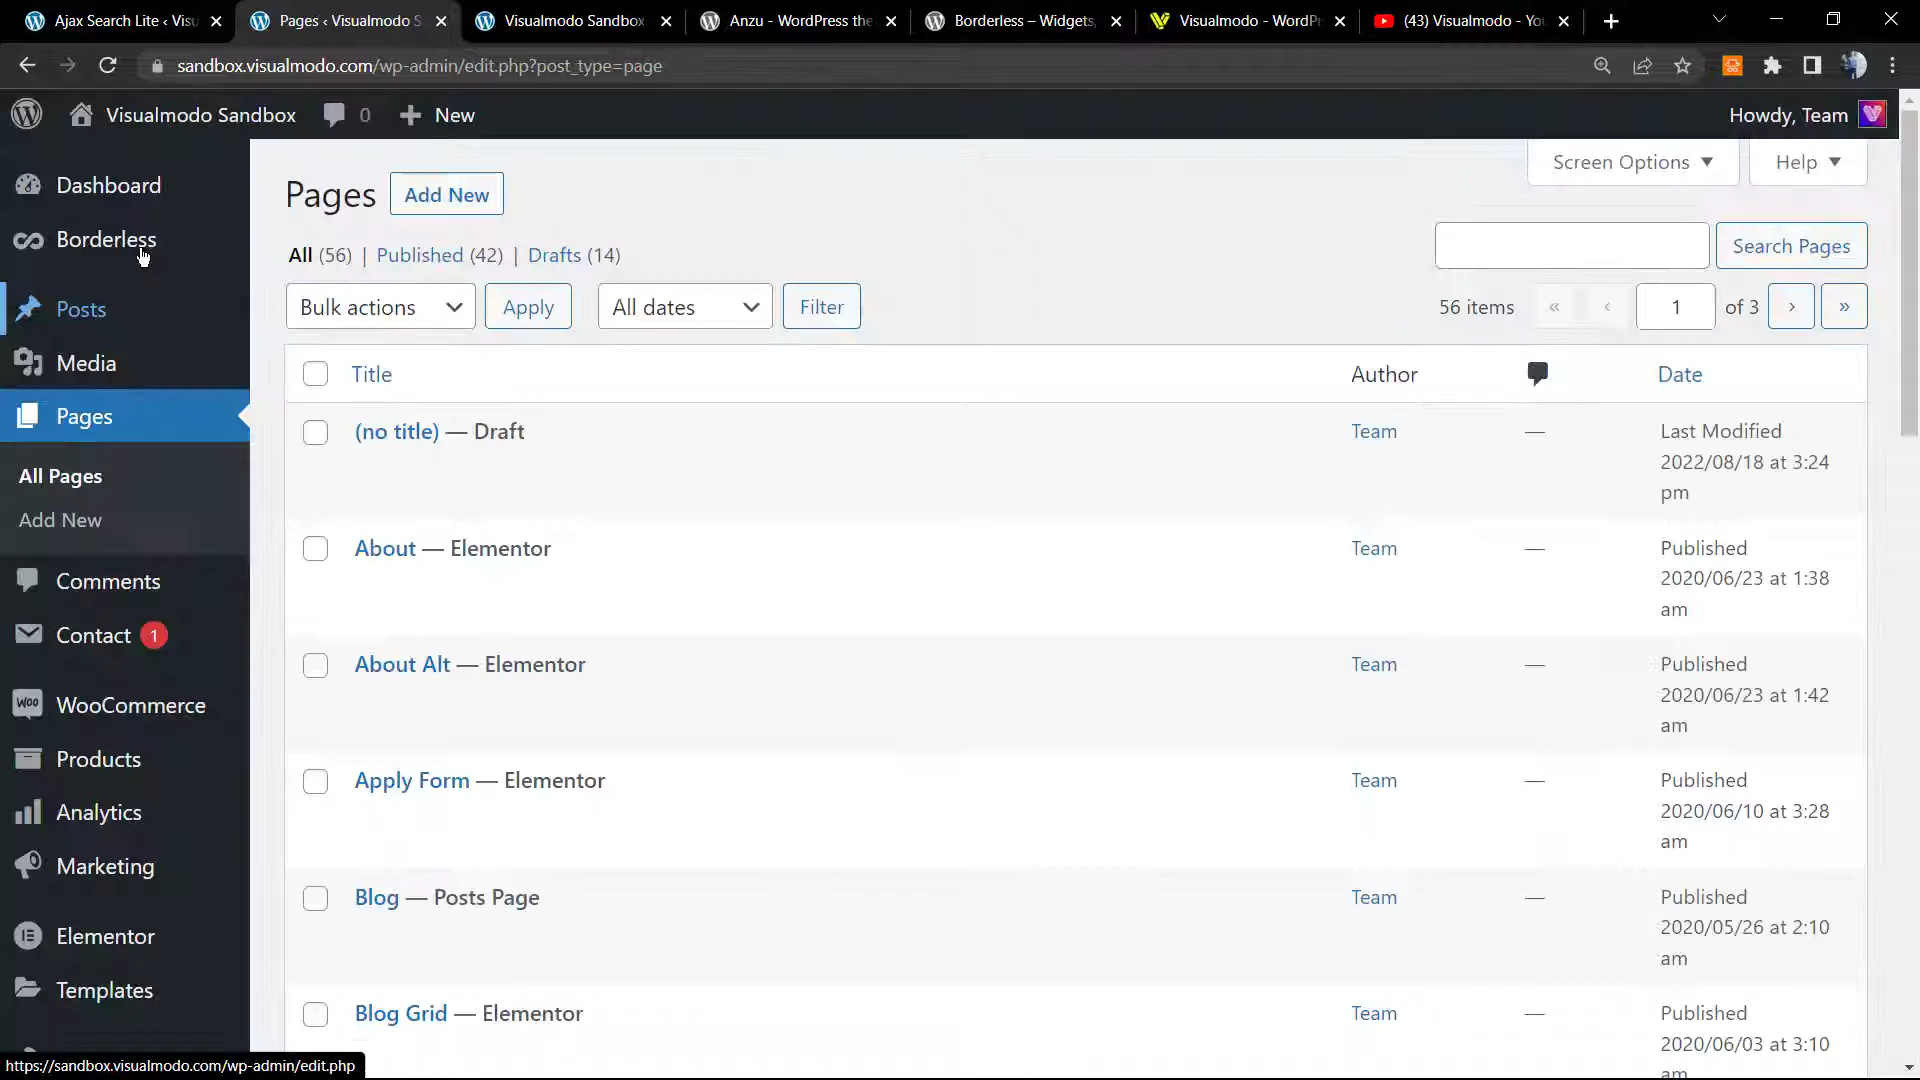 Ajax Search Lite ‹ Visu
Pages ‹ Visualmodo S
Visualmodo Sandbox
Anzu - WordPress the
Borderless – Widgets,
Visualmodo - WordPr
(43) Visualmodo - You
sandbox.visualmodo.com/wp-admin/edit.php?post_type=page
Visualmodo Sandbox 0 New Howdy, Team
Dashboard
Borderless
Posts
Media
Pages
All Pages
Add New
Comments
Contact 1
WooCommerce
Products
Analytics
Marketing
Elementor
Templates
Screen Options Help
Pages Add New
All (56) | Published (42) | Drafts (14)
Search Pages
Bulk actions Apply All dates Filter 56 items « ‹ 1 of 3 › »
Title Author Date
(no title) — Draft Team — Last Modified
2022/08/18 at 3:24
pm
About — Elementor Team — Published
2020/06/23 at 1:38
am
About Alt — Elementor Team — Published
2020/06/23 at 1:42
am
Apply Form — Elementor Team — Published
2020/06/10 at 3:28
am
Blog — Posts Page Team — Published
2020/05/26 at 2:10
am
Blog Grid — Elementor Team — Published
2020/06/03 at 3:10
am
https://sandbox.visualmodo.com/wp-admin/edit.php